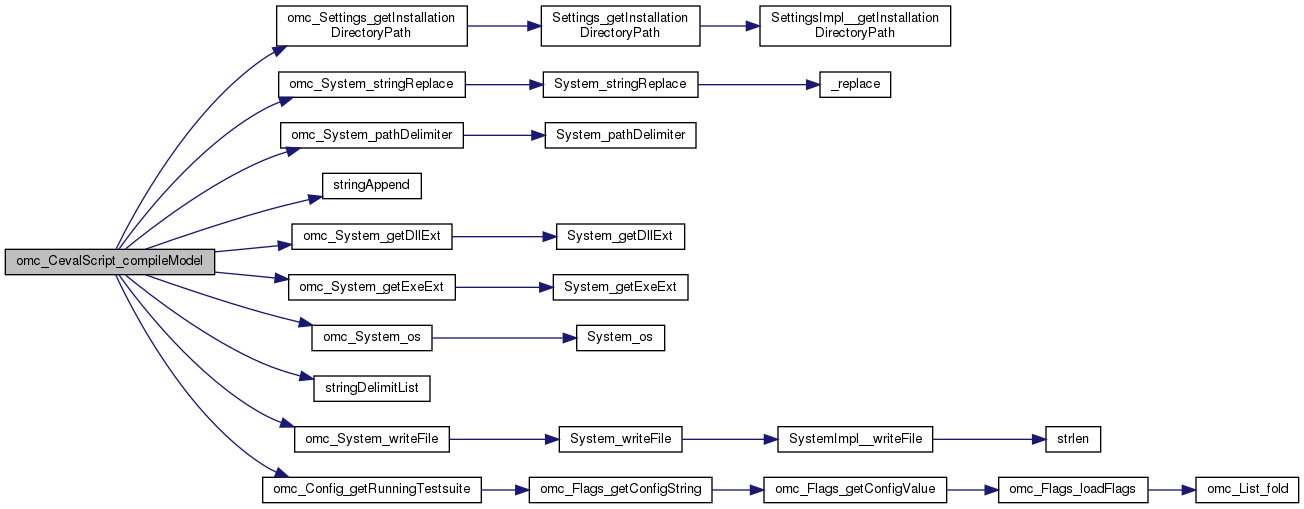 omc_Settings_getInstallation
DirectoryPath
Settings_getInstallation
DirectoryPath
SettingsImpl__getInstallation
DirectoryPath
omc_System_stringReplace
System_stringReplace
_replace
omc_System_pathDelimiter
System_pathDelimiter
stringAppend
omc_System_getDllExt
System_getDllExt
omc_CevalScript_compileModel
omc_System_getExeExt
System_getExeExt
omc_System_os
System_os
stringDelimitList
omc_System_writeFile
System_writeFile
SystemImpl__writeFile
strlen
omc_Config_getRunningTestsuite
omc_Flags_getConfigString
omc_Flags_getConfigValue
omc_Flags_loadFlags
omc_List_fold